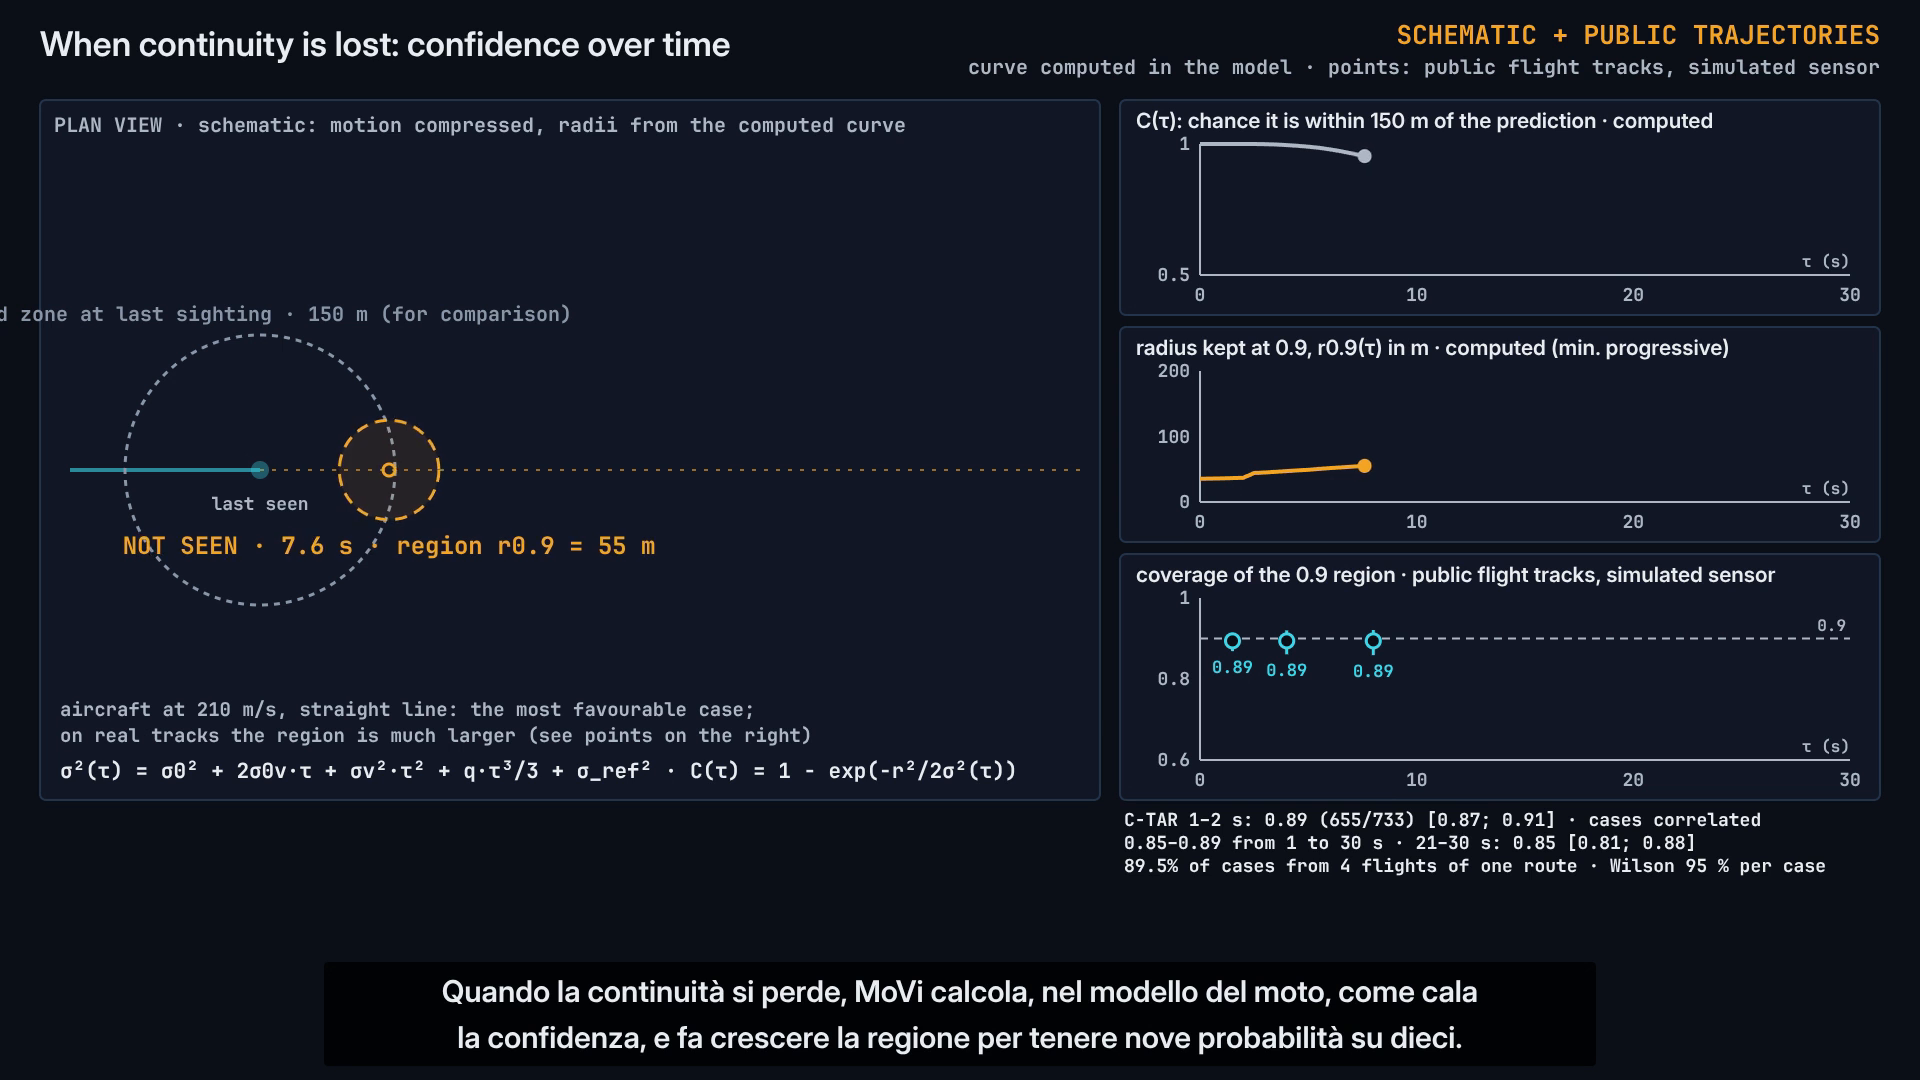 When continuity is lost: confidence over time
SCHEMATIC + PUBLIC TRAJECTORIES
curve computed in the model · points: public flight tracks, simulated sensor
PLAN VIEW · schematic: motion compressed, radii from the computed curve
zone at last sighting · 150 m (for comparison)
last seen
NOT SEEN · 7.6 s · region r0.9 = 55 m
aircraft at 210 m/s, straight line: the most favourable case;
on real tracks the region is much larger (see points on the right)
σ²(τ) = σ0² + 2σ0v·τ + σv²·τ² + q·τ³/3 + σ_ref² · C(τ) = 1 - exp(-r²/2σ²(τ))
C(τ): chance it is within 150 m of the prediction · computed
1
0.5
τ (s)
0 10 20 30
radius kept at 0.9, r0.9(τ) in m · computed (min. progressive)
200
100
0
τ (s)
0 10 20 30
coverage of the 0.9 region · public flight tracks, simulated sensor
1
0.9
0.89 0.89 0.89
0.8
τ (s)
0.6
0 10 20 30
C-TAR 1-2 s: 0.89 (655/733) [0.87; 0.91] · cases correlated
0.85-0.89 from 1 to 30 s · 21-30 s: 0.85 [0.81; 0.88]
89.5% of cases from 4 flights of one route · Wilson 95 % per case
Quando la continuità si perde, MoVi calcola, nel modello del moto, come cala
la confidenza, e fa crescere la regione per tenere nove probabilità su dieci.